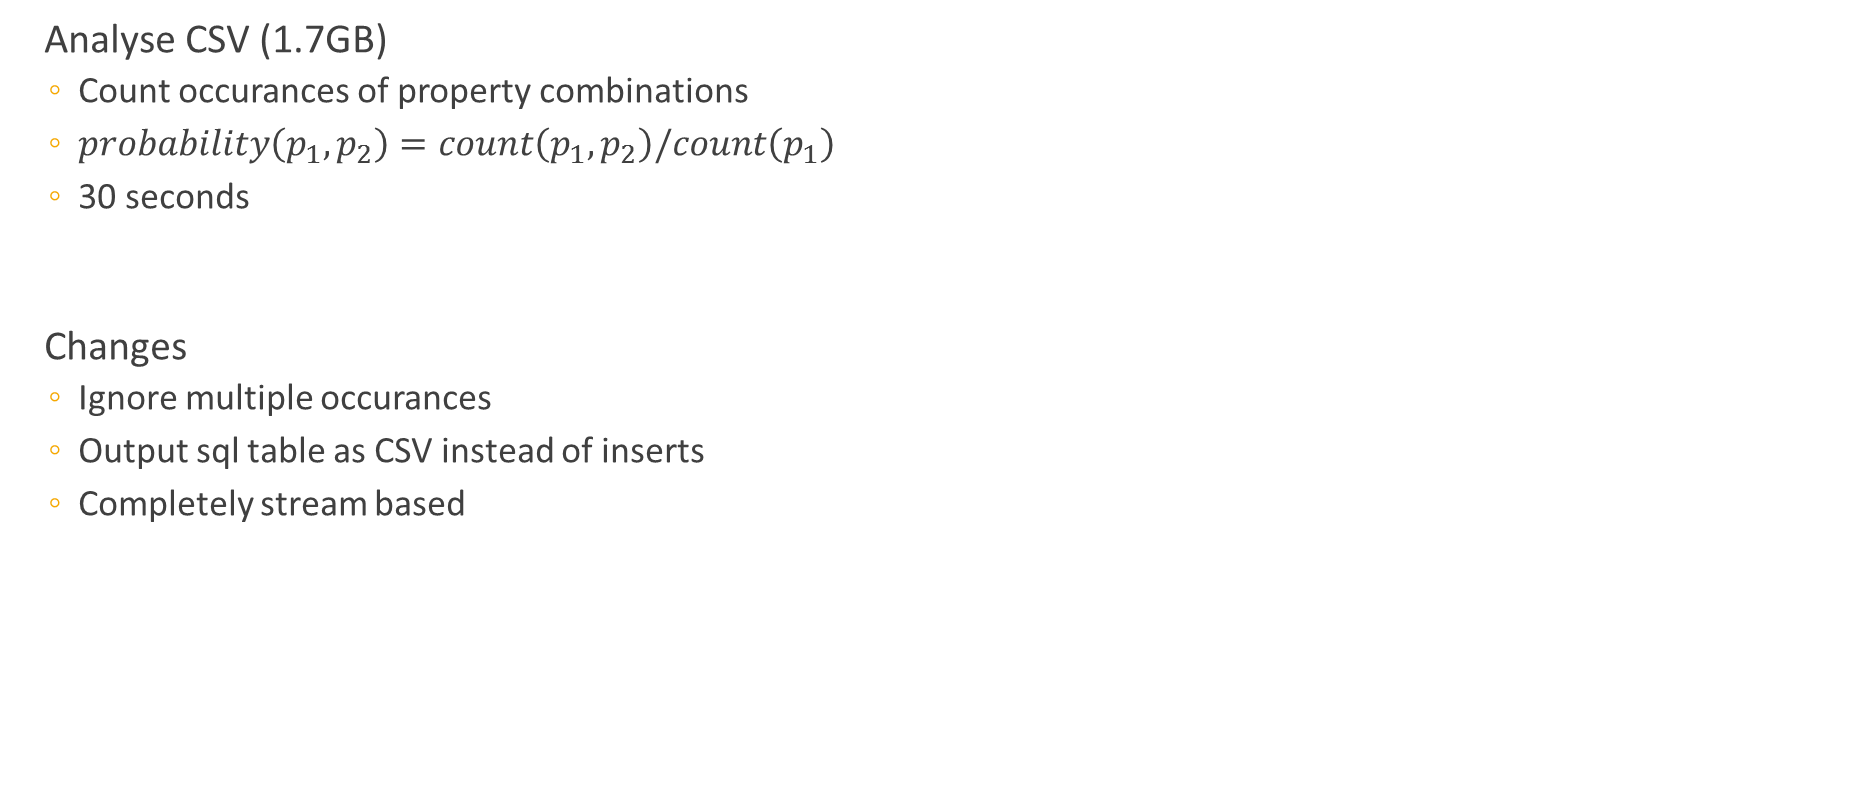 Analyse CSV (1.7GB)
◦ Count occurances of property combinations
◦ probability(p₁,p₂) = count(p₁,p₂)/count(p₁)
◦ 30 seconds
Changes
◦ Ignore multiple occurances
◦ Output sql table as CSV instead of inserts
◦ Completely stream based